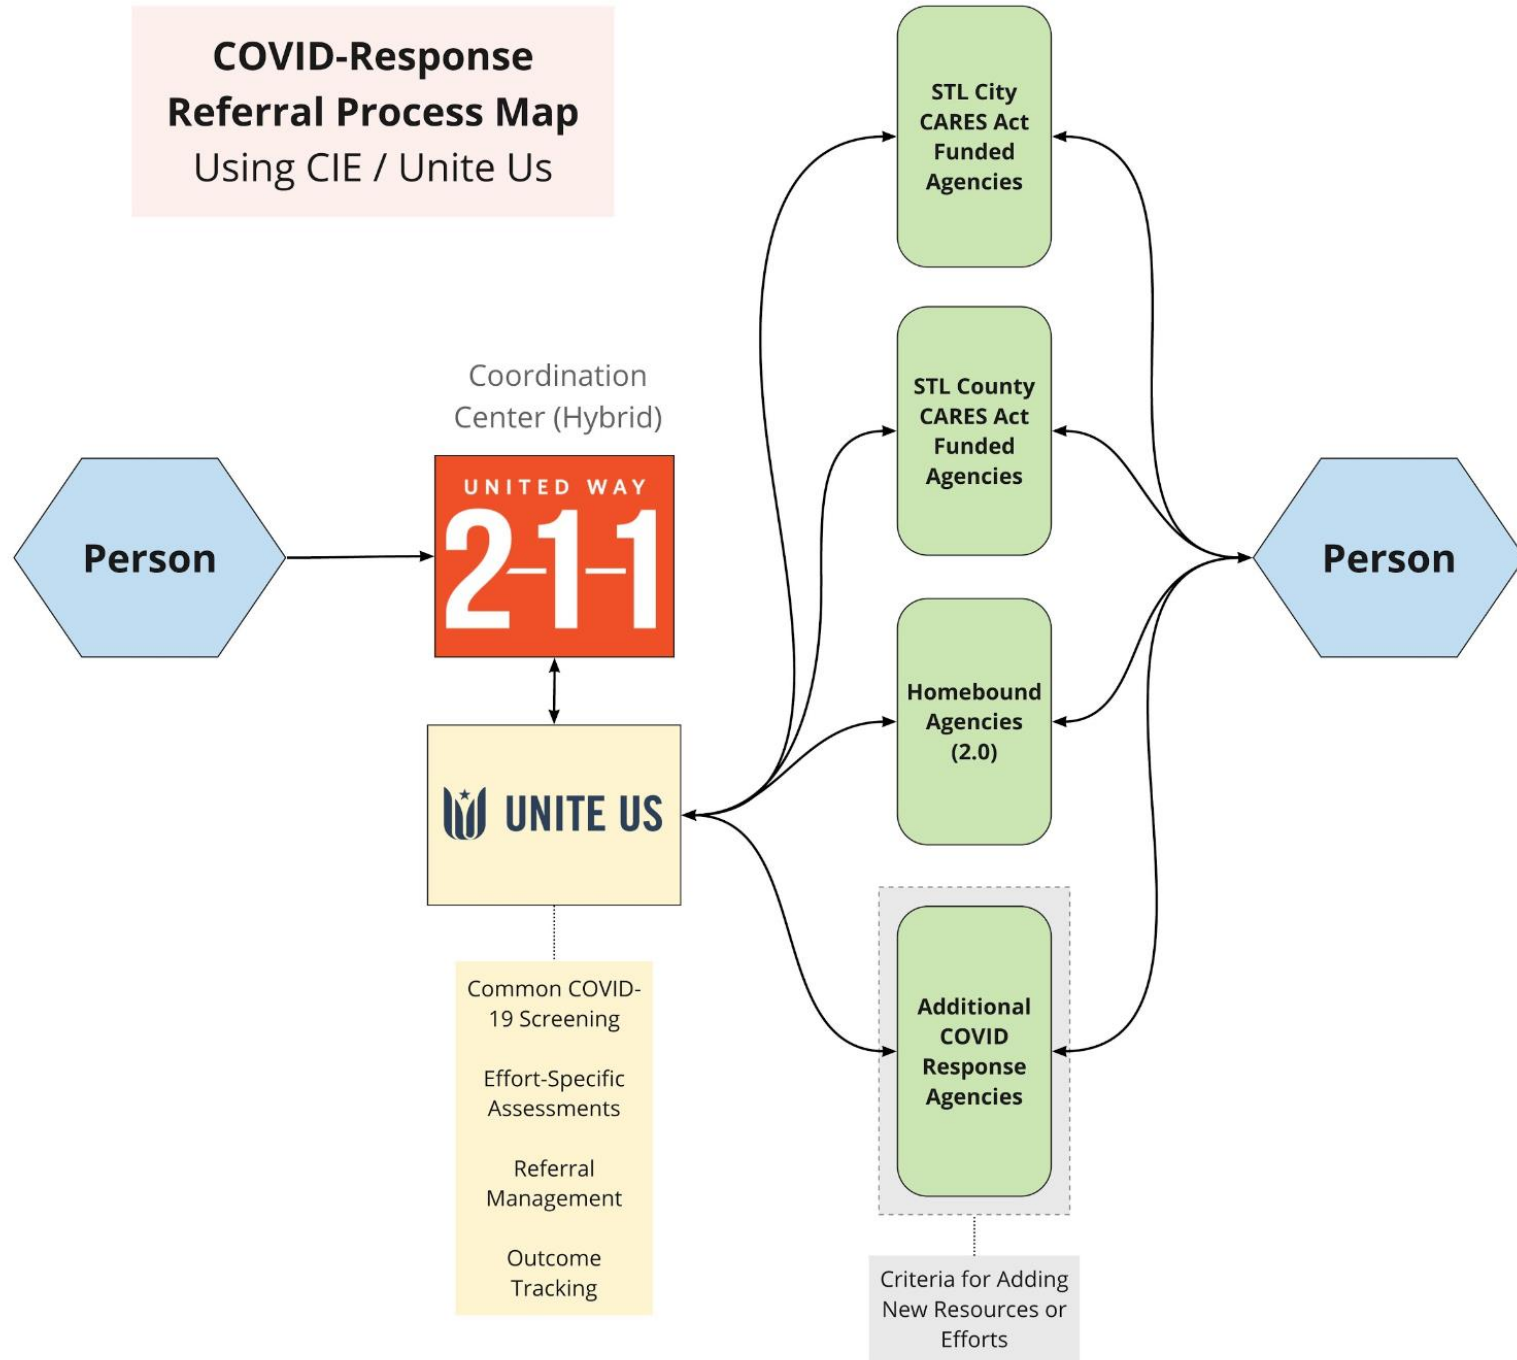 COVID-Response
Referral Process Map
Using CIE / Unite Us
Coordination
Center (Hybrid)
Person
UNITED WAY
2-1-1
UNITE US
Common COVID-
19 Screening
Effort-Specific
Assessments
Referral
Management
Outcome
Tracking
STL City
CARES Act
Funded
Agencies
STL County
CARES Act
Funded
Agencies
Homebound
Agencies
(2.0)
Additional
COVID
Response
Agencies
Criteria for Adding
New Resources or
Efforts
Person